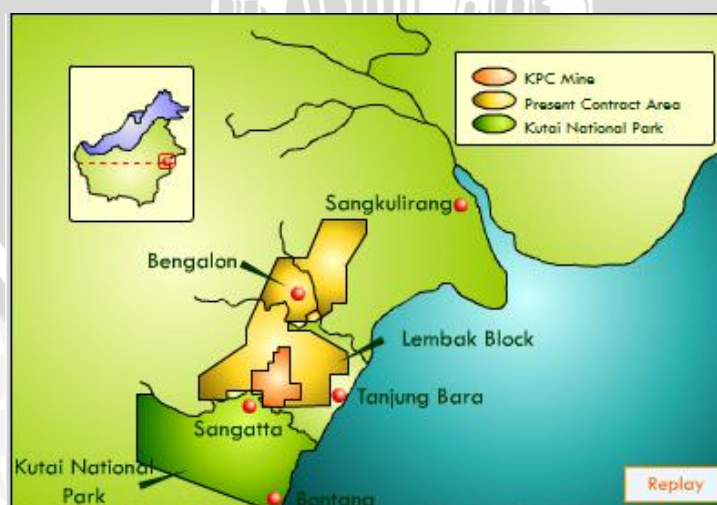 KPC Mine
Present Contract Area
Kutai National Park
Sangkulirang
Bengalon
Lembak Block
Tanjung Bara
Sangatta
Kutai National
Park
Bontang
Replay